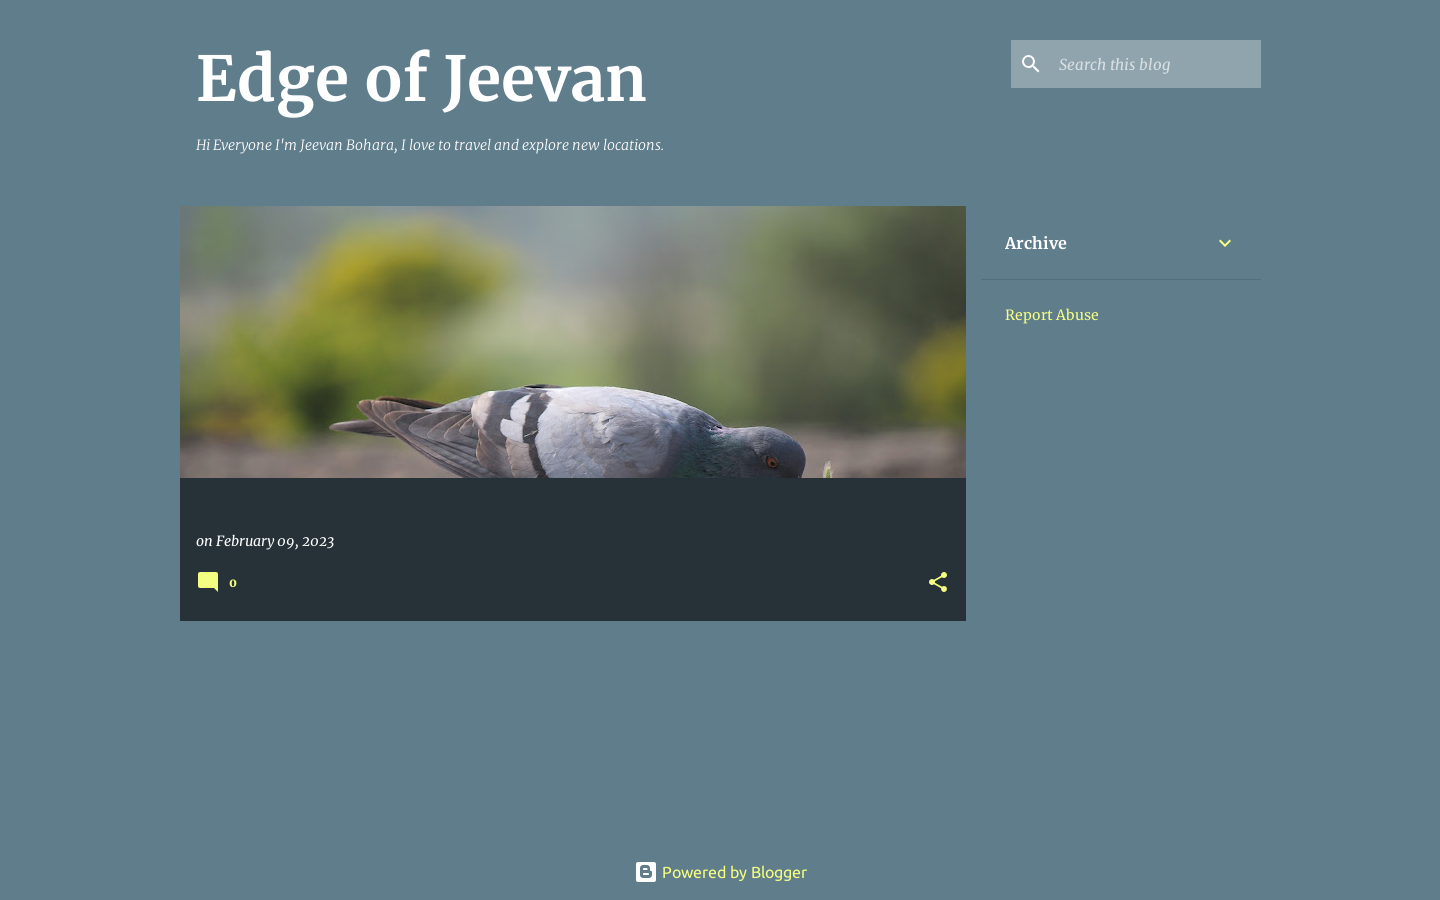 Edge of Jeevan
Search this blog
Hi Everyone I'm Jeevan Bohara, I love to travel and explore new locations.
Archive
Report Abuse
on February 09, 2023
0
Powered by Blogger